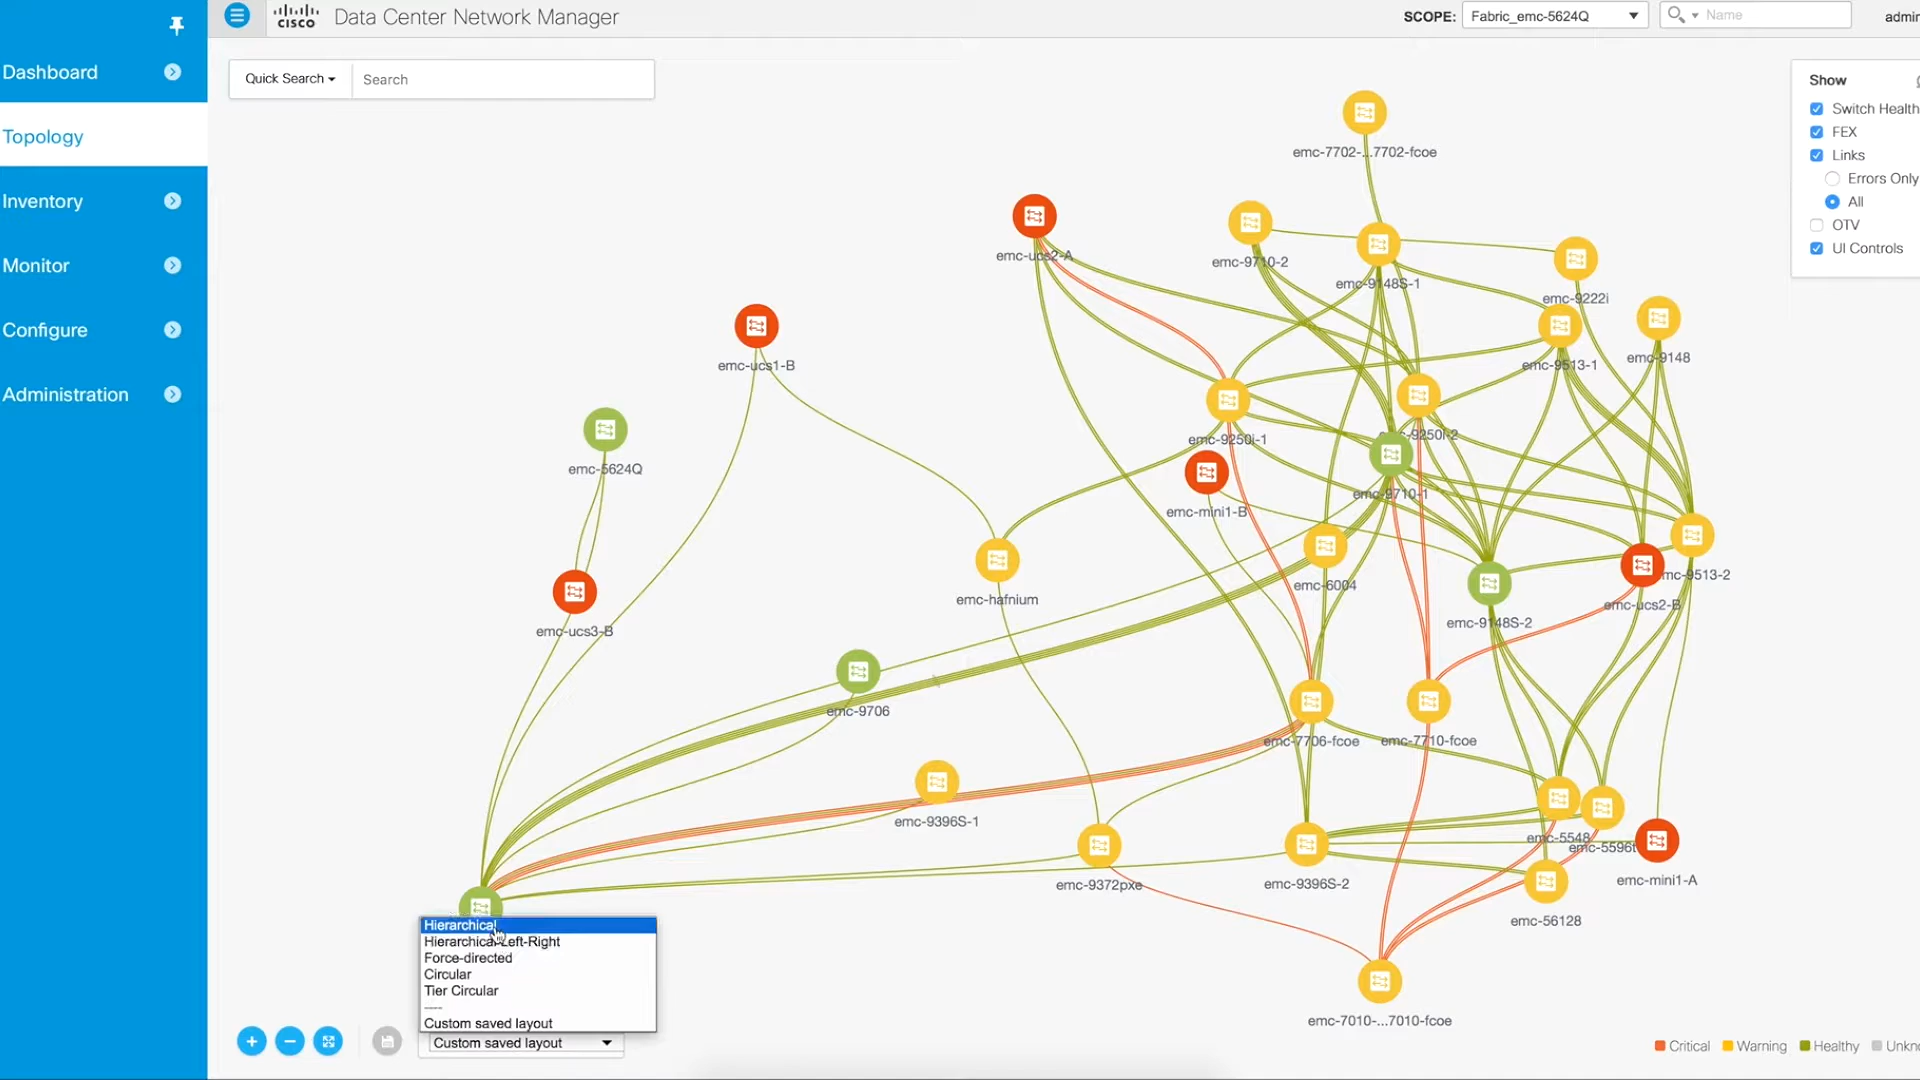 CISCO
Data Center Network Manager
SCOPE:
Fabric_emc-5624Q
Name
admin
Dashboard
Topology
Inventory
Monitor
Configure
Administration
Quick Search
Search
Show
Switch Health
FEX
Links
Errors Only
All
OTV
UI Controls
emc-7702-...7702-fcoe
emc-ucs2-A
emc-9710-2
emc-9148S-1
emc-9222i
emc-9513-1
emc-9148
emc-ucs1-B
emc-9250i-1
-9250i-2
emc-5624Q
emc-9710-1
emc-mini1-B
emc-hafnium
emc-6004
mc-9513-2
emc-ucs2-B
emc-9148S-2
emc-ucs3-B
emc-9706
emc-7706-fcoe
emc-7710-fcoe
emc-9396S-1
emc-5548
emc-5596t
emc-9372pxe
emc-9396S-2
emc-mini1-A
emc-56128
emc-7010-...7010-fcoe
Hierarchical
Hierarchical Left-Right
Force-directed
Circular
Tier Circular
----
Custom saved layout
Custom saved layout
Critical
Warning
Healthy
Unkno